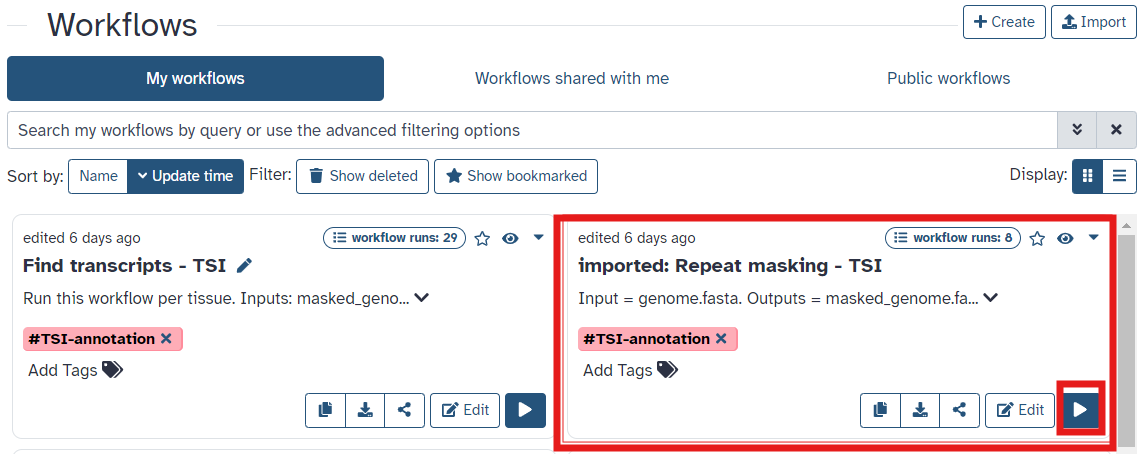 Workflows
+ Create
Import
My workflows
Workflows shared with me
Public workflows
Search my workflows by query or use the advanced filtering options
Sort by:
Name
Update time
Filter:
Show deleted
Show bookmarked
Display:
edited 6 days ago
workflow runs: 29
Find transcripts - TSI
Run this workflow per tissue. Inputs: masked_geno...
#TSI-annotation
Add Tags
Edit
edited 6 days ago
workflow runs: 8
imported: Repeat masking - TSI
Input = genome.fasta. Outputs = masked_genome.fa...
#TSI-annotation
Add Tags
Edit